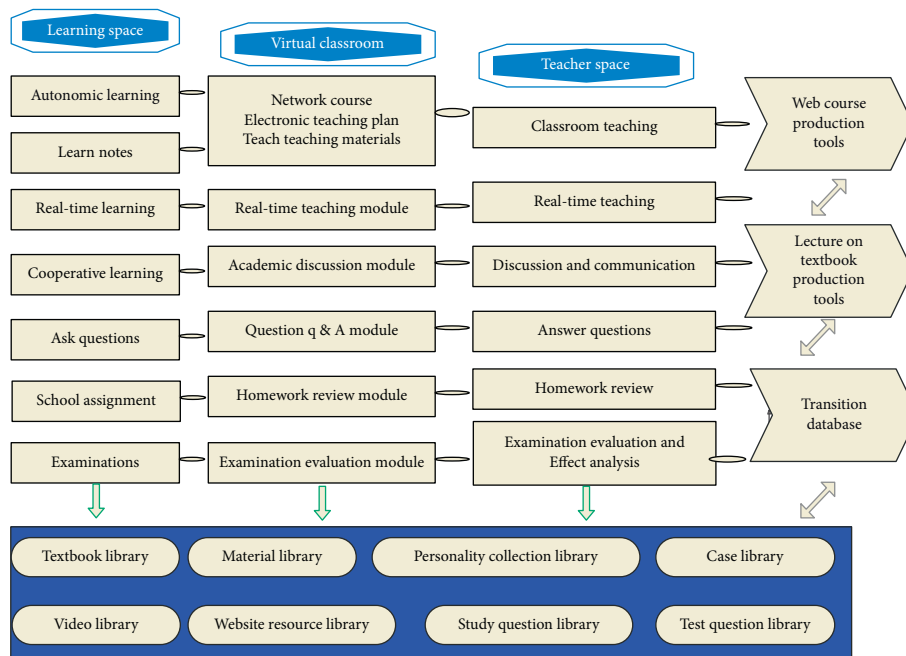 Learning space
Virtual classroom
Teacher space
Autonomic learning
Learn notes
Real-time learning
Cooperative learning
Ask questions
School assignment
Examinations
Network course
Electronic teaching plan
Teach teaching materials
Real-time teaching module
Academic discussion module
Question q & A module
Homework review module
Examination evaluation module
Classroom teaching
Real-time teaching
Discussion and communication
Answer questions
Homework review
Examination evaluation and
Effect analysis
Web course
production
tools
Lecture on
textbook
production
tools
Transition
database
Textbook library
Material library
Personality collection library
Case library
Video library
Website resource library
Study question library
Test question library